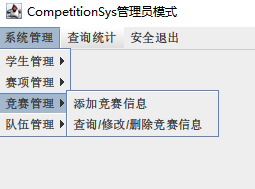 CompetitionSys管理员模式
系统管理 查询统计 安全退出
学生管理
赛项管理
竞赛管理 添加竞赛信息
队伍管理 查询/修改/删除竞赛信息